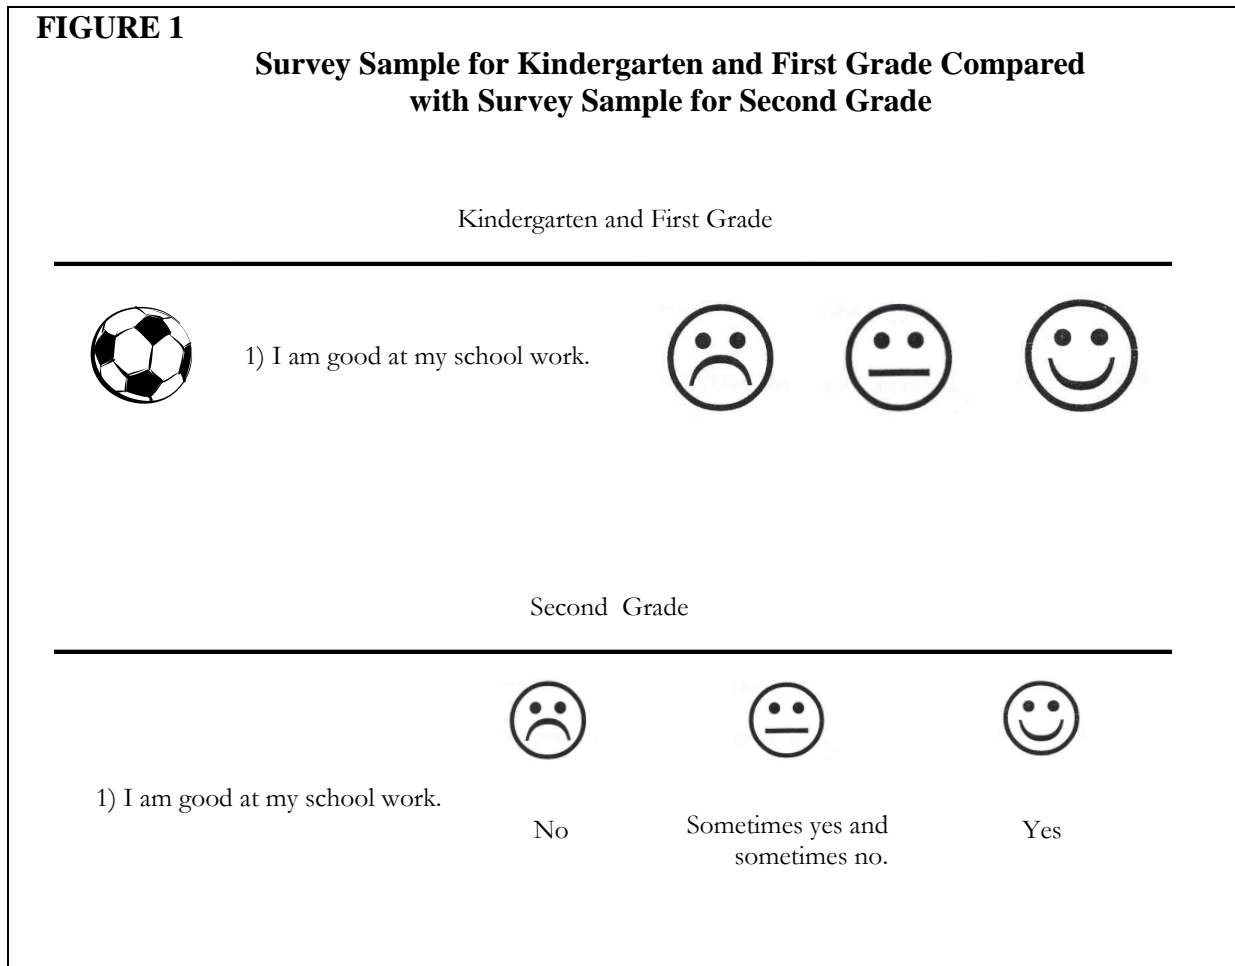 FIGURE 1
Survey Sample for Kindergarten and First Grade Compared
with Survey Sample for Second Grade
Kindergarten and First Grade
1) I am good at my school work.
Second Grade
1) I am good at my school work.
No
Sometimes yes and
sometimes no.
Yes